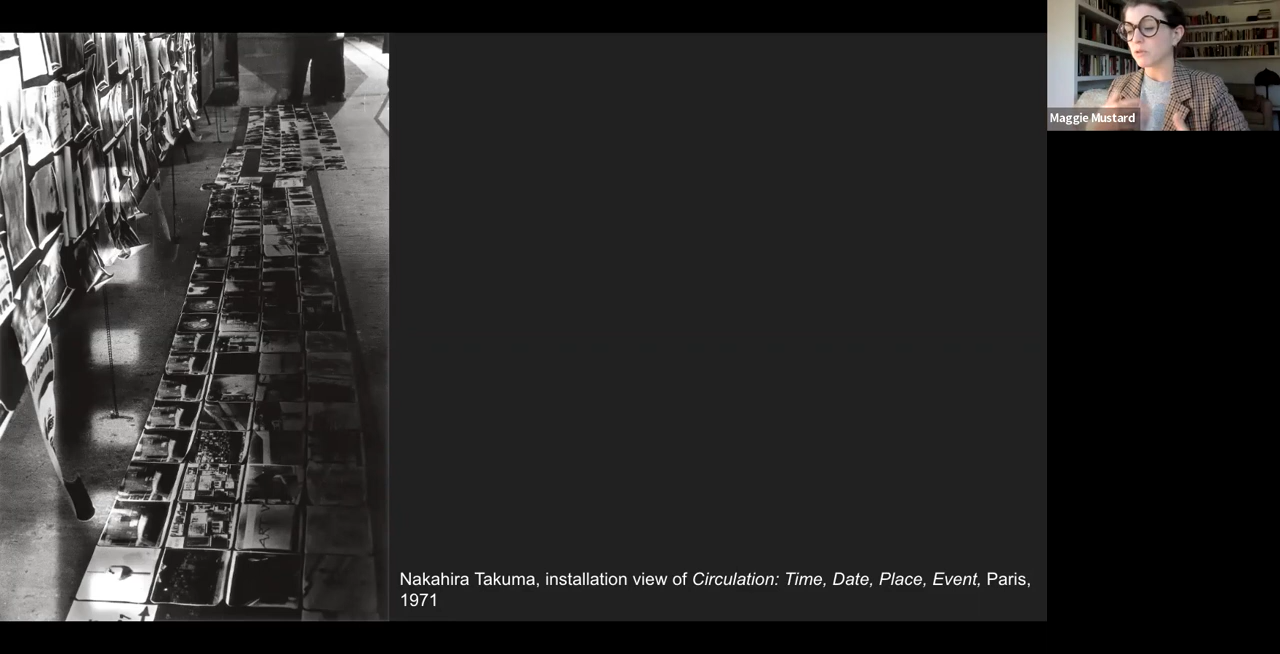 Maggie Mustard
Nakahira Takuma, installation view of Circulation: Time, Date, Place, Event, Paris,
1971